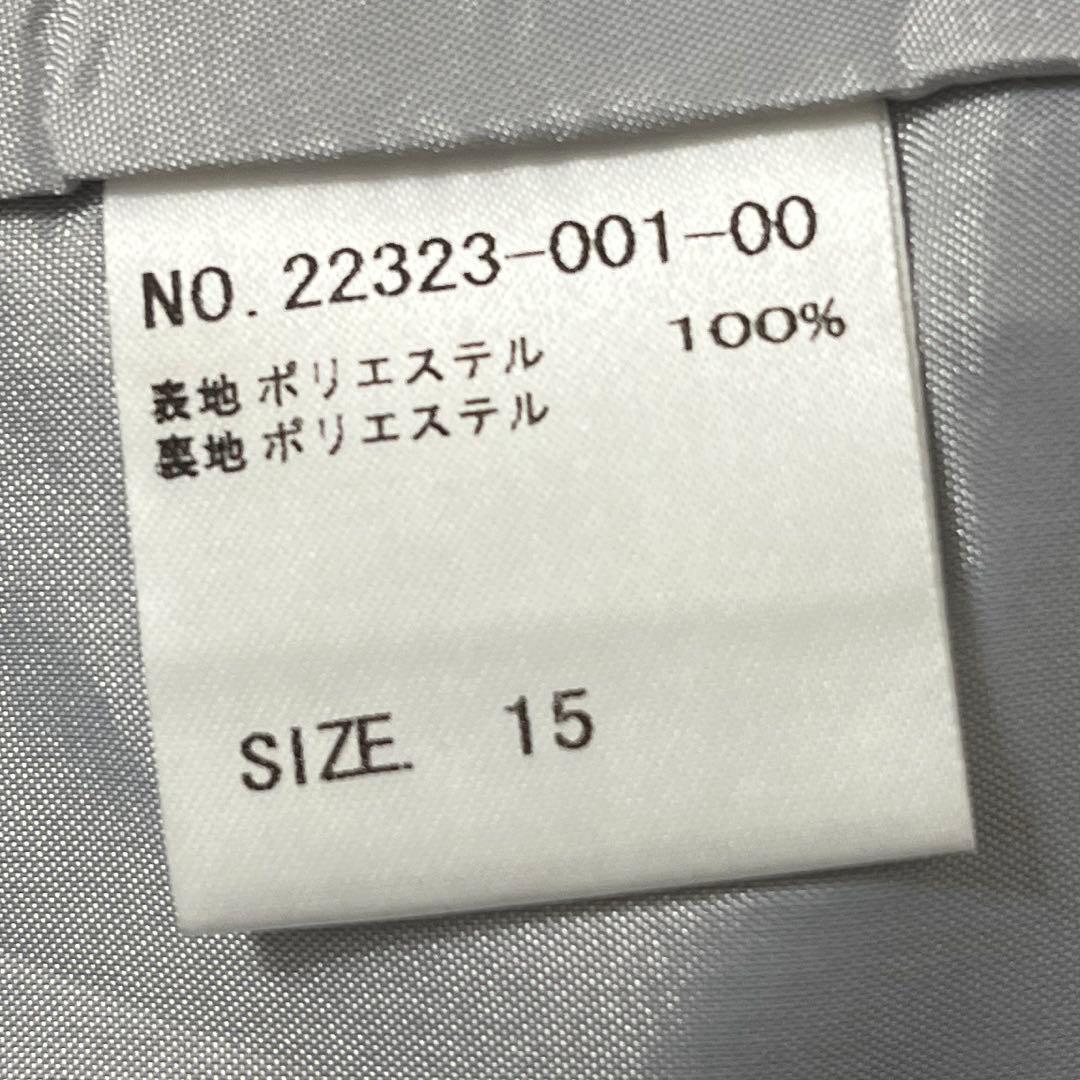 NO. 22323-001-00
表地 ポリエステル 100%
裏地 ポリエステル
SIZE. 15